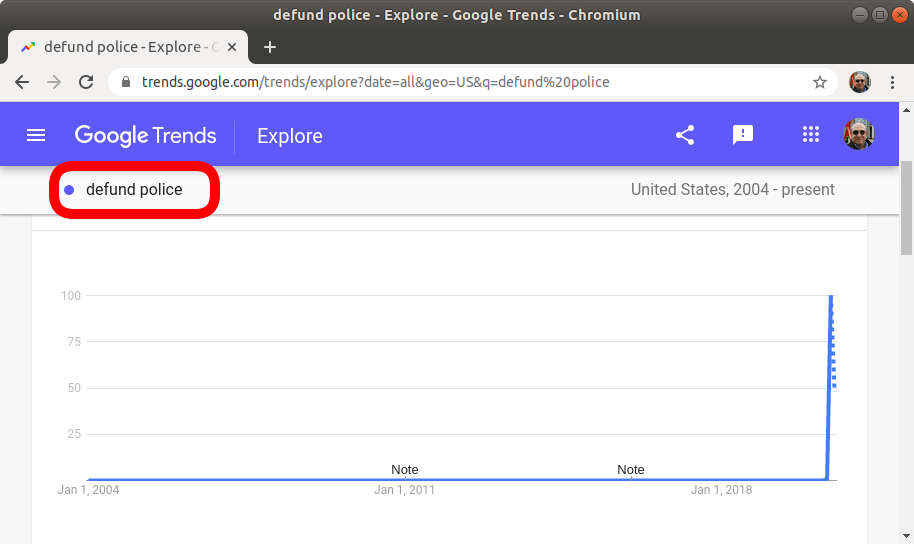 defund police - Explore - Google Trends - Chromium
defund police - Explore - G
trends.google.com/trends/explore?date=all&geo=US&q=defund%20police
Google Trends Explore
defund police United States, 2004 - present
100
75
50
25
Note Note
Jan 1, 2004 Jan 1, 2011 Jan 1, 2018